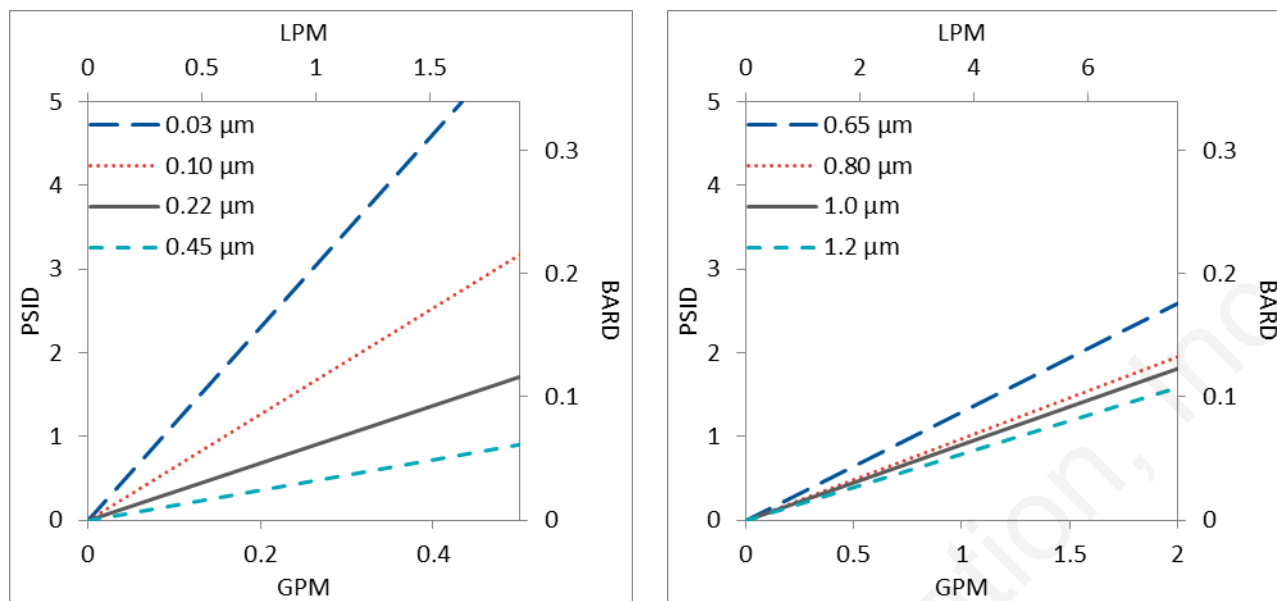 LPM
0 0.5 1 1.5
5
4
3
2
1
0
PSID
0.03 µm
0.10 µm
0.22 µm
0.45 µm
0.3
0.2
0.1
0
BARD
0 0.2 0.4
GPM
LPM
0 2 4 6
5
4
3
2
1
0
PSID
0.65 µm
0.80 µm
1.0 µm
1.2 µm
0.3
0.2
0.1
0
BARD
0 0.5 1 1.5 2
GPM
ation, Inc